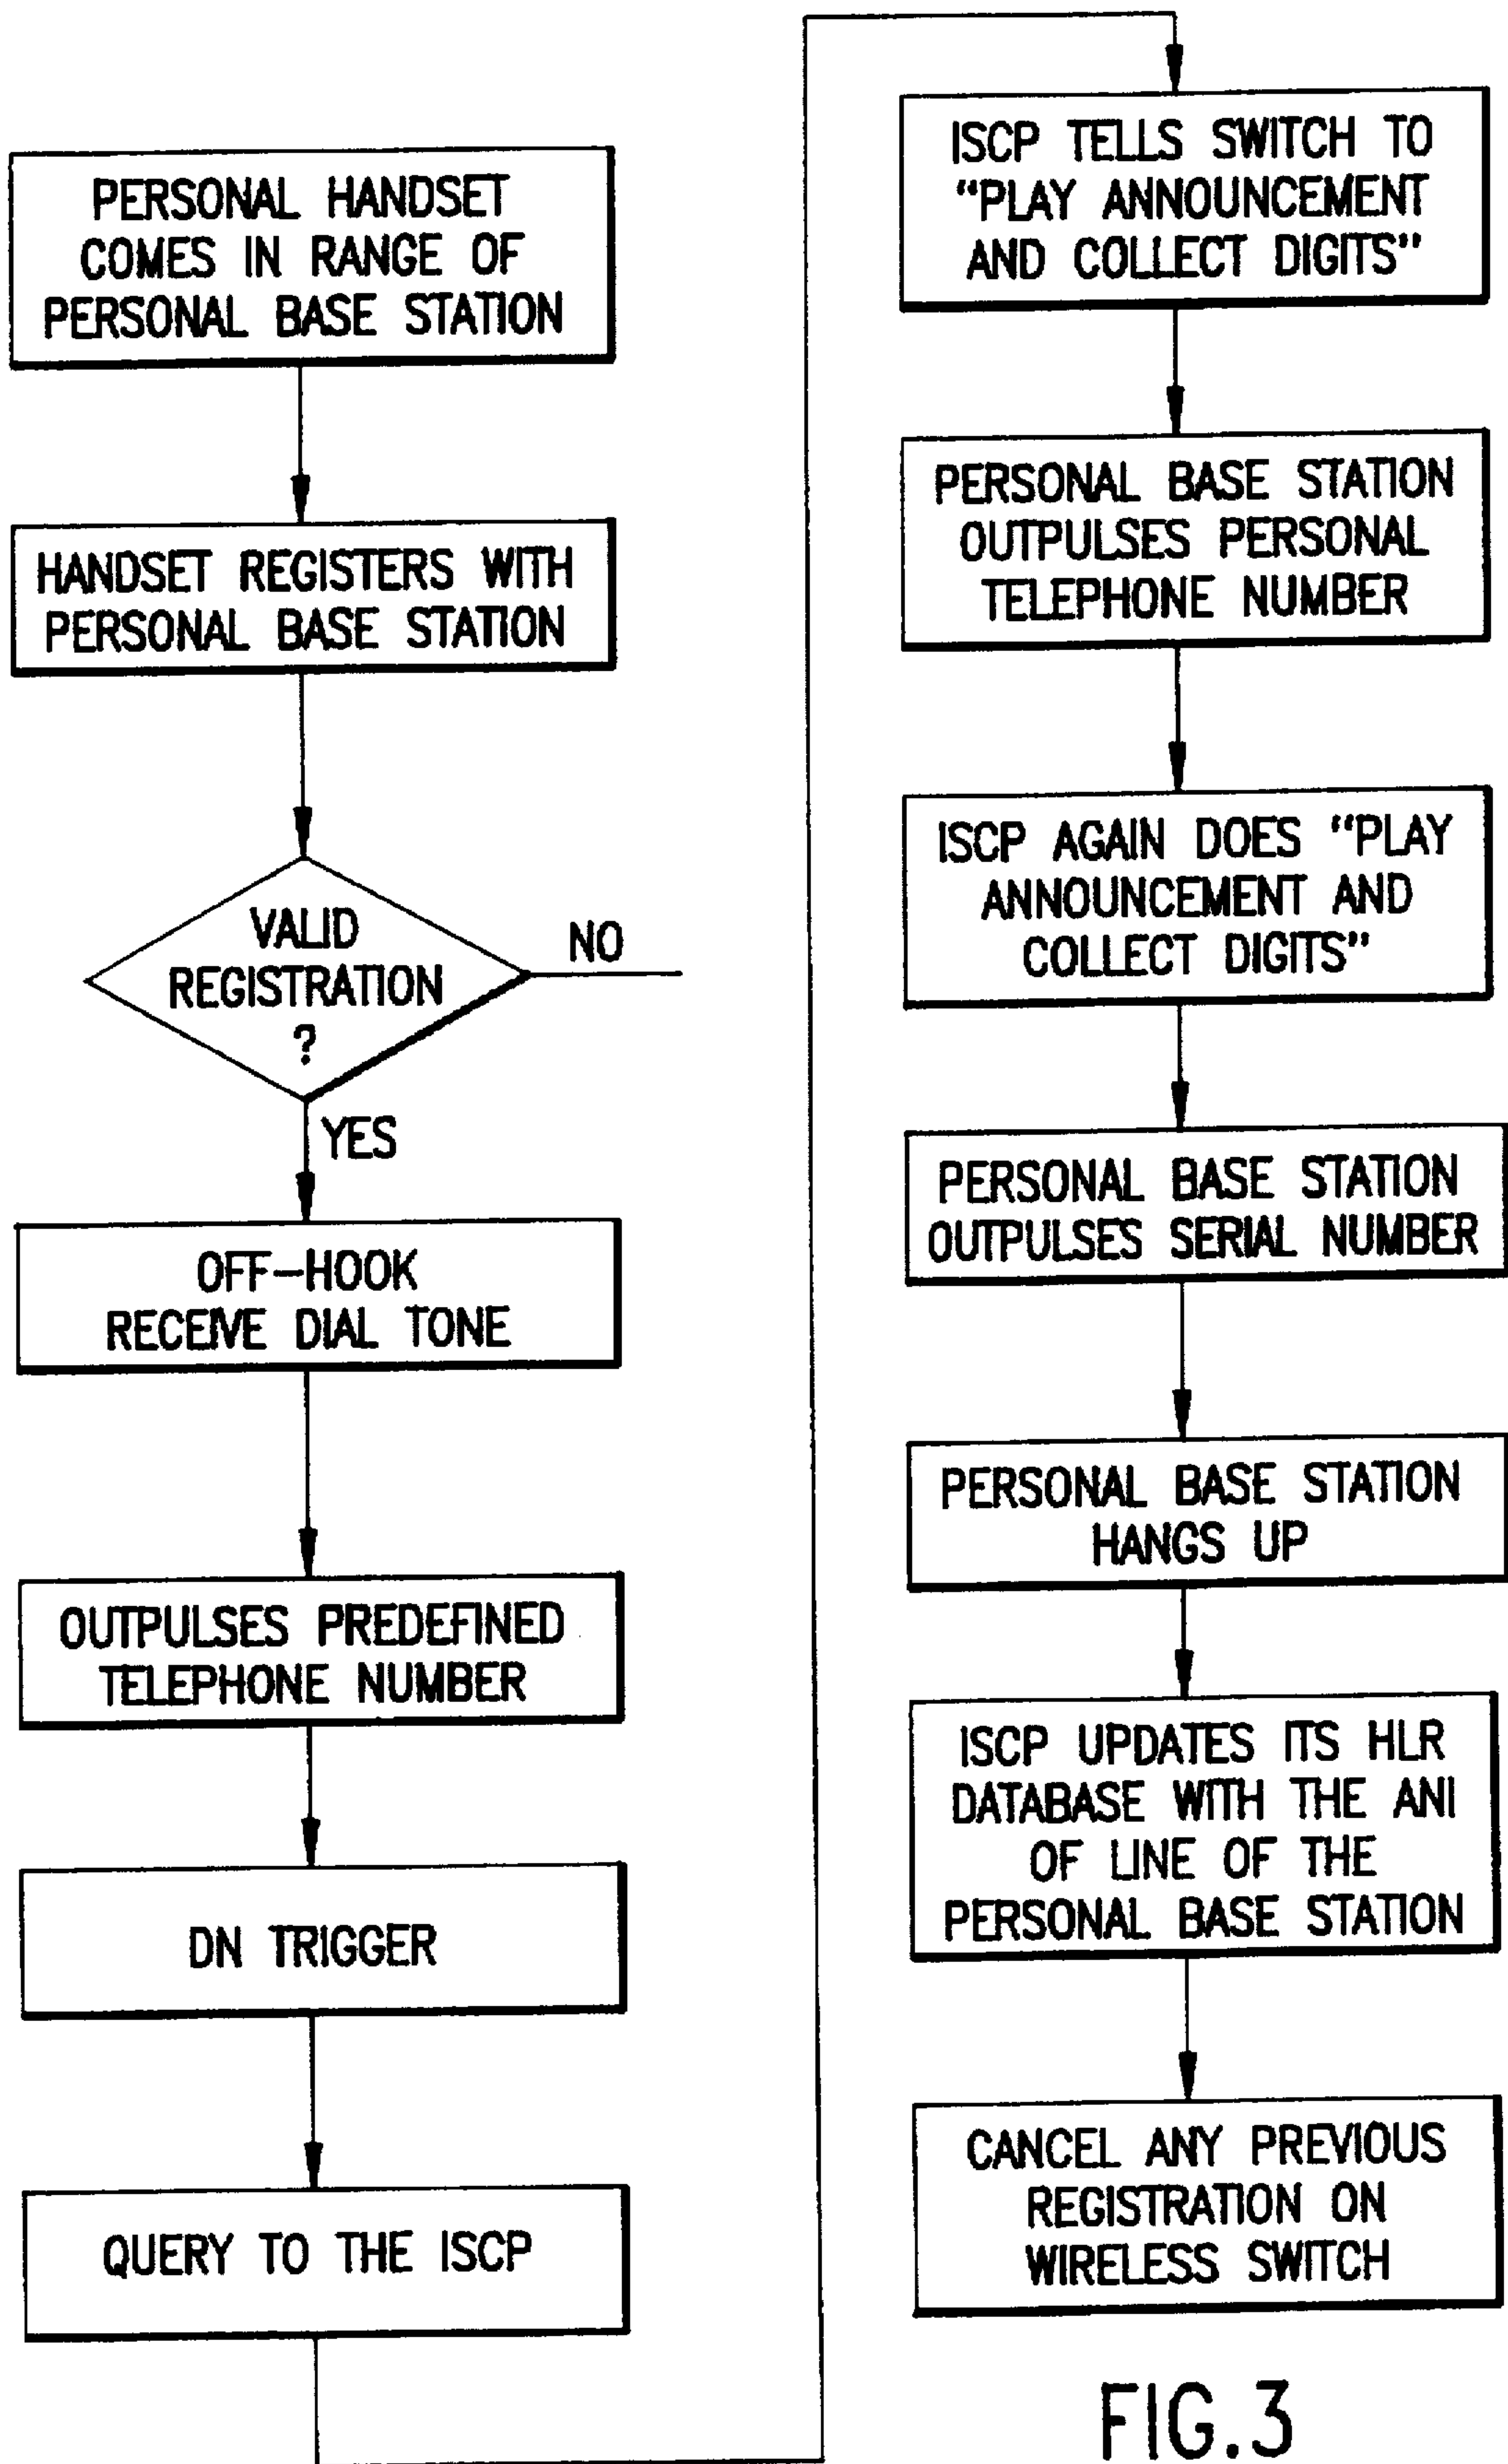 PERSONAL HANDSET
COMES IN RANGE OF
PERSONAL BASE STATION
HANDSET REGISTERS WITH
PERSONAL BASE STATION
VALID
REGISTRATION
?
NO
YES
OFF-HOOK
RECEIVE DIAL TONE
OUTPULSES PREDEFINED
TELEPHONE NUMBER
DN TRIGGER
QUERY TO THE ISCP
ISCP TELLS SWITCH TO
"PLAY ANNOUNCEMENT
AND COLLECT DIGITS"
PERSONAL BASE STATION
OUTPULSES PERSONAL
TELEPHONE NUMBER
ISCP AGAIN DOES "PLAY
ANNOUNCEMENT AND
COLLECT DIGITS"
PERSONAL BASE STATION
OUTPULSES SERIAL NUMBER
PERSONAL BASE STATION
HANGS UP
ISCP UPDATES ITS HLR
DATABASE WITH THE ANI
OF LINE OF THE
PERSONAL BASE STATION
CANCEL ANY PREVIOUS
REGISTRATION ON
WIRELESS SWITCH
FIG.3